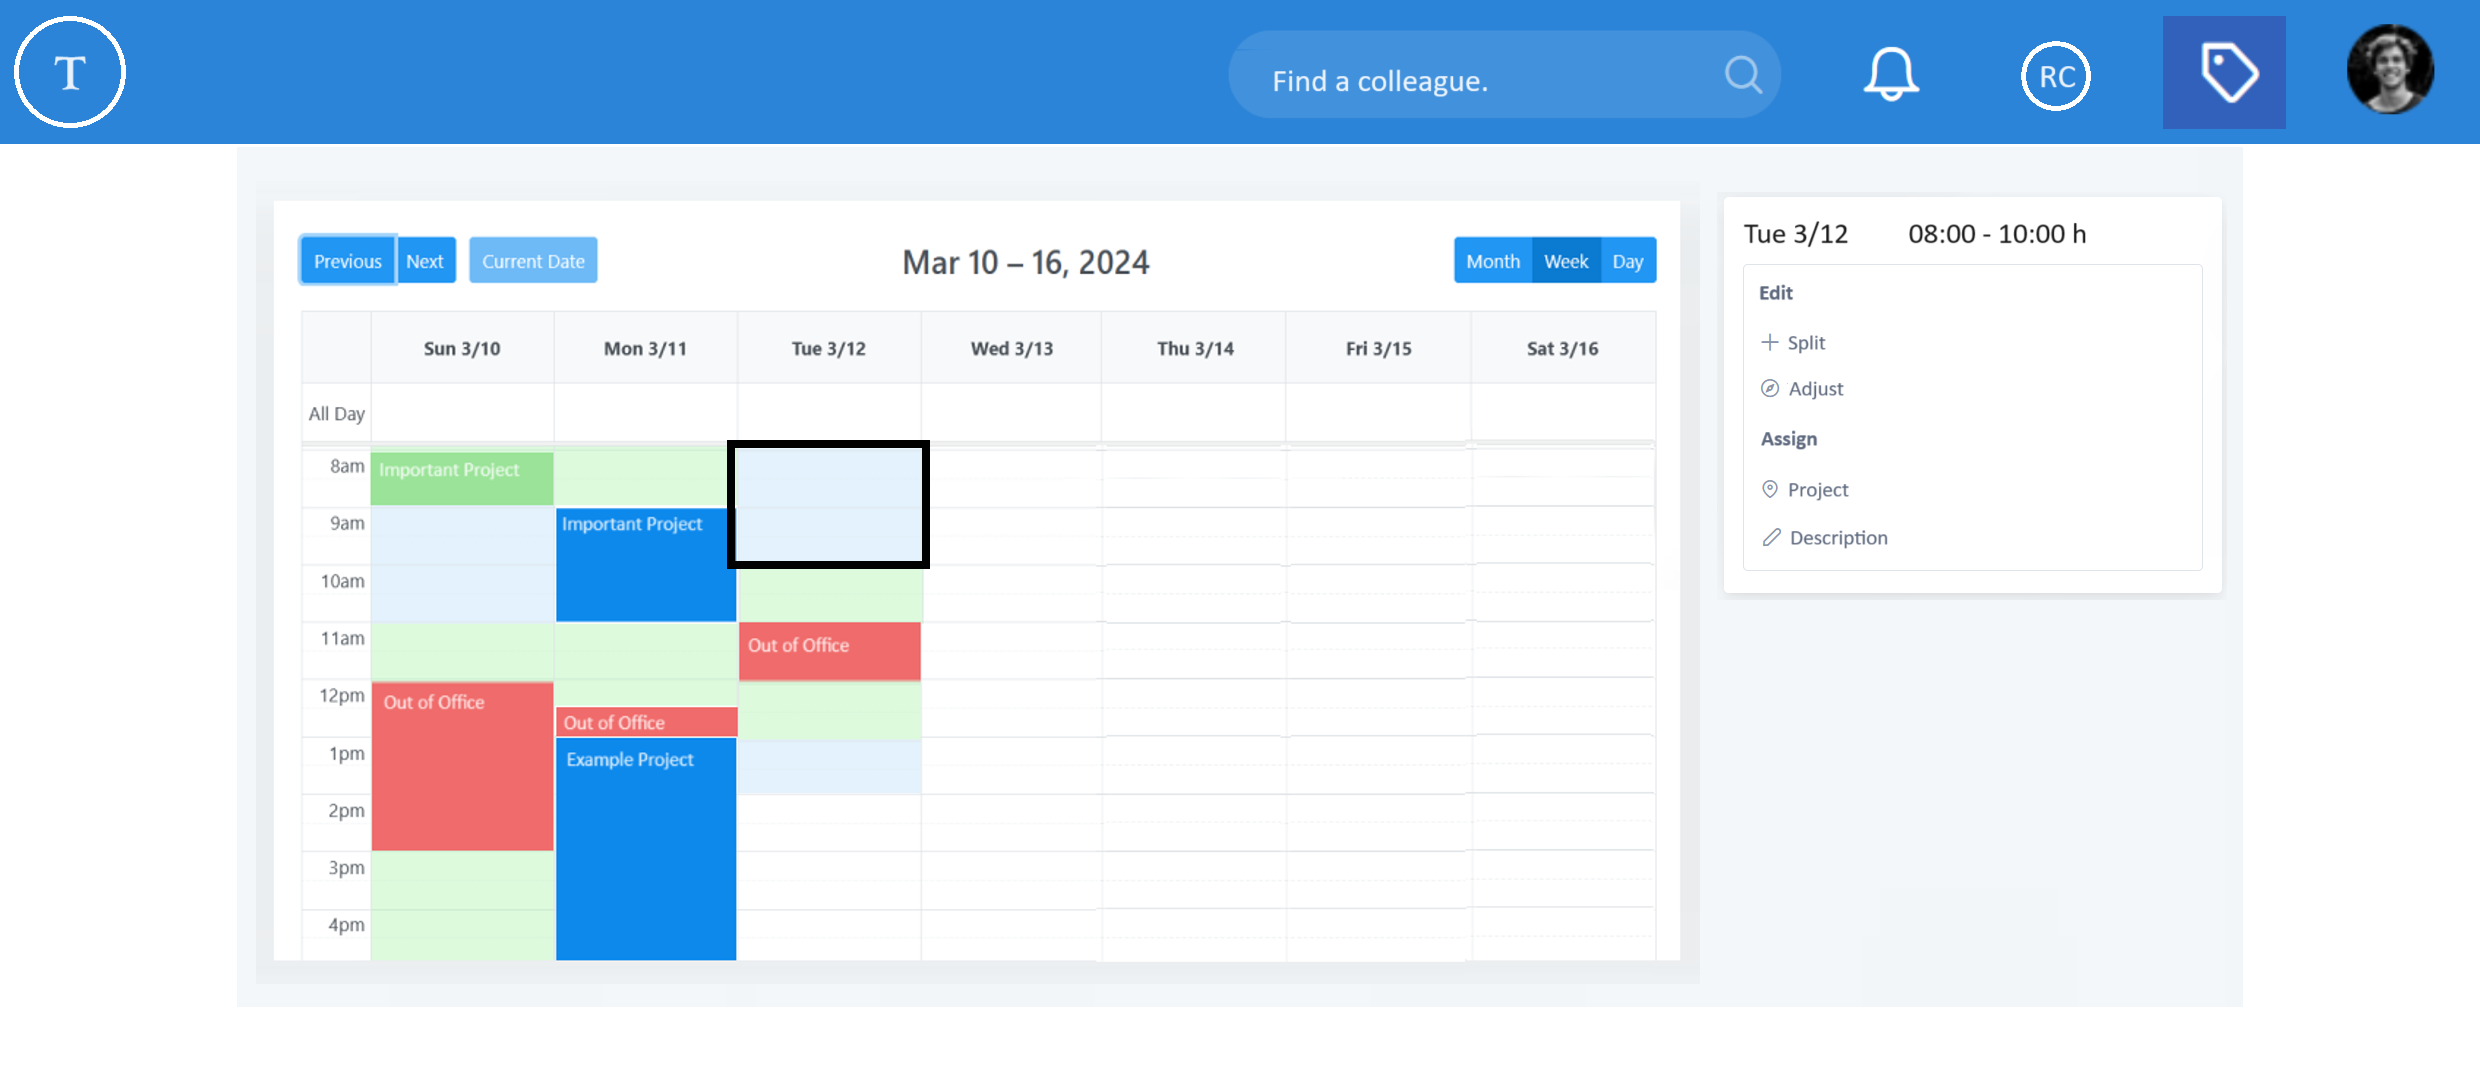 T
Find a colleague.
RC
Previous Next Current Date
Mar 10 – 16, 2024
Month Week Day
Sun 3/10 Mon 3/11 Tue 3/12 Wed 3/13 Thu 3/14 Fri 3/15 Sat 3/16
All Day
8am Important Project
9am Important Project
10am
11am Out of Office
12pm Out of Office
Out of Office
1pm Example Project
2pm
3pm
4pm
Tue 3/12 08:00 - 10:00 h
Edit
Split
Adjust
Assign
Project
Description